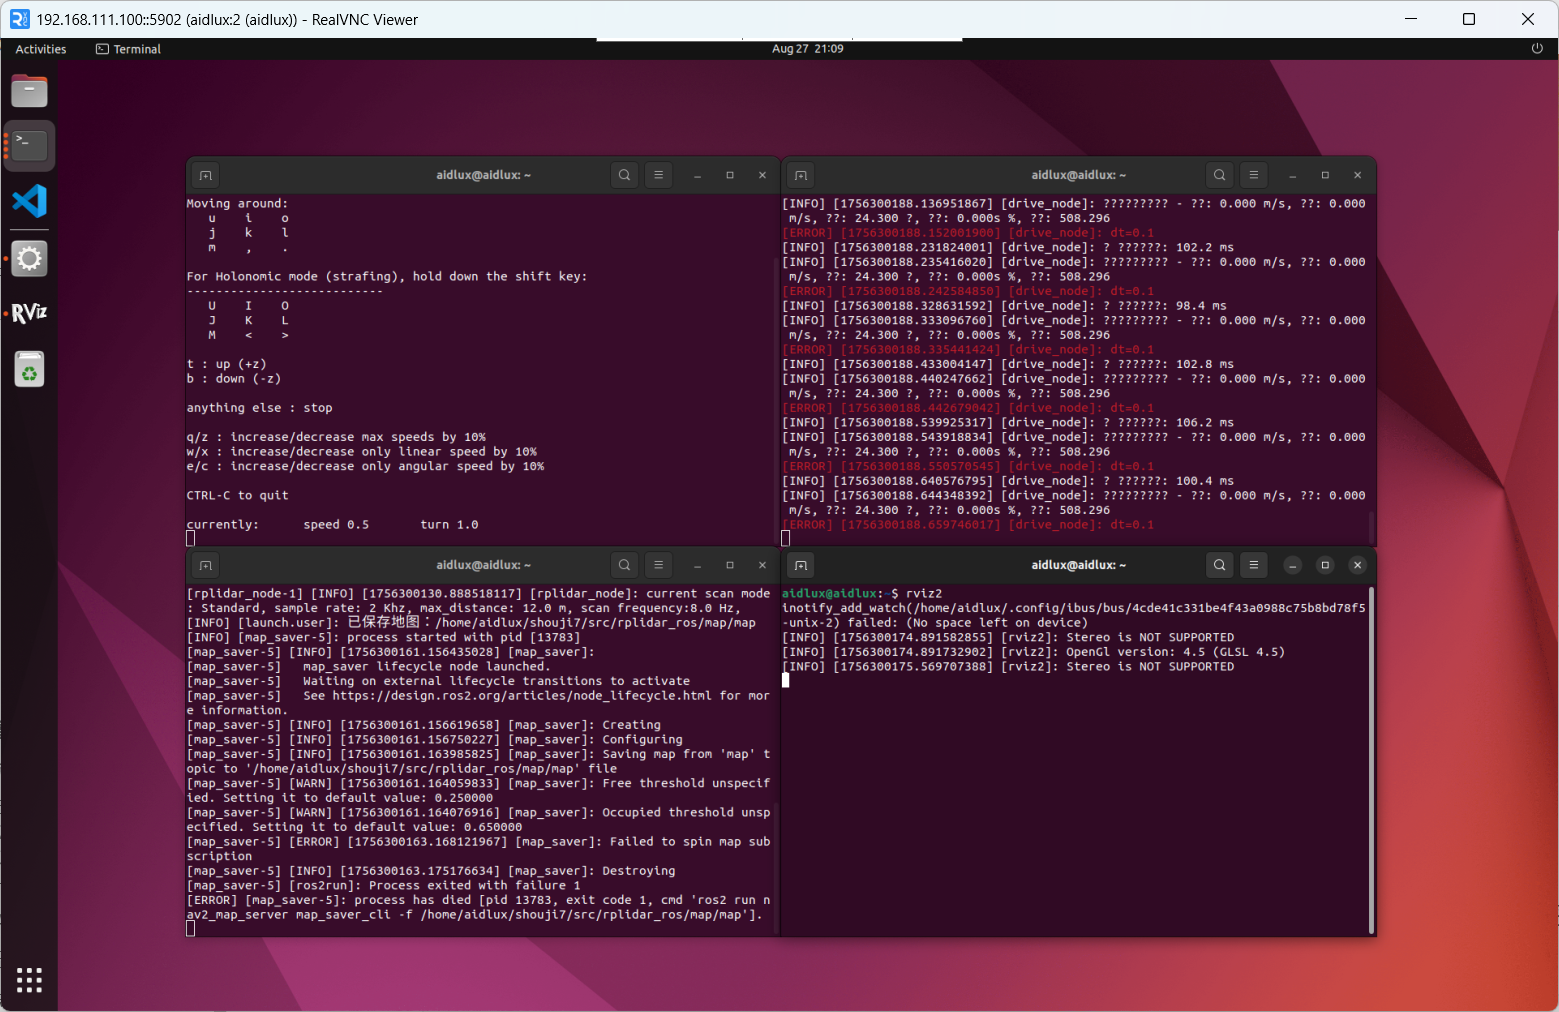 192.168.111.100::5902 (aidlux:2 (aidlux)) - RealVNC Viewer
Activities
Terminal
Aug 27 21:09
RViz
aidlux@aidlux: ~
Moving around:
u i o
j k l
m , .
For Holonomic mode (strafing), hold down the shift key:
---------------------------
U I O
J K L
M < >
t : up (+z)
b : down (-z)
anything else : stop
q/z : increase/decrease max speeds by 10%
w/x : increase/decrease only linear speed by 10%
e/c : increase/decrease only angular speed by 10%
CTRL-C to quit
currently: speed 0.5 turn 1.0
aidlux@aidlux: ~
[INFO] [1756300188.136951867] [drive_node]: ????????? - ??: 0.000 m/s, ??: 0.000
m/s, ??: 24.300 ?, ??: 0.000s %, ??: 508.296
[ERROR] [1756300188.152001900] [drive_node]: dt=0.1
[INFO] [1756300188.231824001] [drive_node]: ? ??????: 102.2 ms
[INFO] [1756300188.235416020] [drive_node]: ????????? - ??: 0.000 m/s, ??: 0.000
m/s, ??: 24.300 ?, ??: 0.000s %, ??: 508.296
[ERROR] [1756300188.242584850] [drive_node]: dt=0.1
[INFO] [1756300188.328631592] [drive_node]: ? ??????: 98.4 ms
[INFO] [1756300188.333096760] [drive_node]: ????????? - ??: 0.000 m/s, ??: 0.000
m/s, ??: 24.300 ?, ??: 0.000s %, ??: 508.296
[ERROR] [1756300188.335441424] [drive_node]: dt=0.1
[INFO] [1756300188.433004147] [drive_node]: ? ??????: 102.8 ms
[INFO] [1756300188.440247662] [drive_node]: ????????? - ??: 0.000 m/s, ??: 0.000
m/s, ??: 24.300 ?, ??: 0.000s %, ??: 508.296
[ERROR] [1756300188.442679042] [drive_node]: dt=0.1
[INFO] [1756300188.539925317] [drive_node]: ? ??????: 106.2 ms
[INFO] [1756300188.543918834] [drive_node]: ????????? - ??: 0.000 m/s, ??: 0.000
m/s, ??: 24.300 ?, ??: 0.000s %, ??: 508.296
[ERROR] [1756300188.550570545] [drive_node]: dt=0.1
[INFO] [1756300188.640576795] [drive_node]: ? ??????: 100.4 ms
[INFO] [1756300188.644348392] [drive_node]: ????????? - ??: 0.000 m/s, ??: 0.000
m/s, ??: 24.300 ?, ??: 0.000s %, ??: 508.296
[ERROR] [1756300188.659746017] [drive_node]: dt=0.1
aidlux@aidlux: ~
[rplidar_node-1] [INFO] [1756300130.888518117] [rplidar_node]: current scan mode
: Standard, sample rate: 2 Khz, max_distance: 12.0 m, scan frequency:8.0 Hz,
[INFO] [launch.user]: 已保存地图：/home/aidlux/shouji7/src/rplidar_ros/map/map
[INFO] [map_saver-5]: process started with pid [13783]
[map_saver-5] [INFO] [1756300161.156435028] [map_saver]:
[map_saver-5] map_saver lifecycle node launched.
[map_saver-5] Waiting on external lifecycle transitions to activate
[map_saver-5] See https://design.ros2.org/articles/node_lifecycle.html for mor
e information.
[map_saver-5] [INFO] [1756300161.156619658] [map_saver]: Creating
[map_saver-5] [INFO] [1756300161.156750227] [map_saver]: Configuring
[map_saver-5] [INFO] [1756300161.163985825] [map_saver]: Saving map from 'map' t
opic to '/home/aidlux/shouji7/src/rplidar_ros/map/map' file
[map_saver-5] [WARN] [1756300161.164059833] [map_saver]: Free threshold unspecif
ied. Setting it to default value: 0.250000
[map_saver-5] [WARN] [1756300161.164076916] [map_saver]: Occupied threshold unsp
ecified. Setting it to default value: 0.650000
[map_saver-5] [ERROR] [1756300163.168121967] [map_saver]: Failed to spin map sub
scription
[map_saver-5] [INFO] [1756300163.175176634] [map_saver]: Destroying
[map_saver-5] [ros2run]: Process exited with failure 1
[ERROR] [map_saver-5]: process has died [pid 13783, exit code 1, cmd 'ros2 run n
av2_map_server map_saver_cli -f /home/aidlux/shouji7/src/rplidar_ros/map/map'].
aidlux@aidlux: ~
aidlux@aidlux:~$ rviz2
inotify_add_watch(/home/aidlux/.config/ibus/bus/4cde41c331be4f43a0988c75b8bd78f5
-unix-2) failed: (No space left on device)
[INFO] [1756300174.891582855] [rviz2]: Stereo is NOT SUPPORTED
[INFO] [1756300174.891732902] [rviz2]: OpenGl version: 4.5 (GLSL 4.5)
[INFO] [1756300175.569707388] [rviz2]: Stereo is NOT SUPPORTED